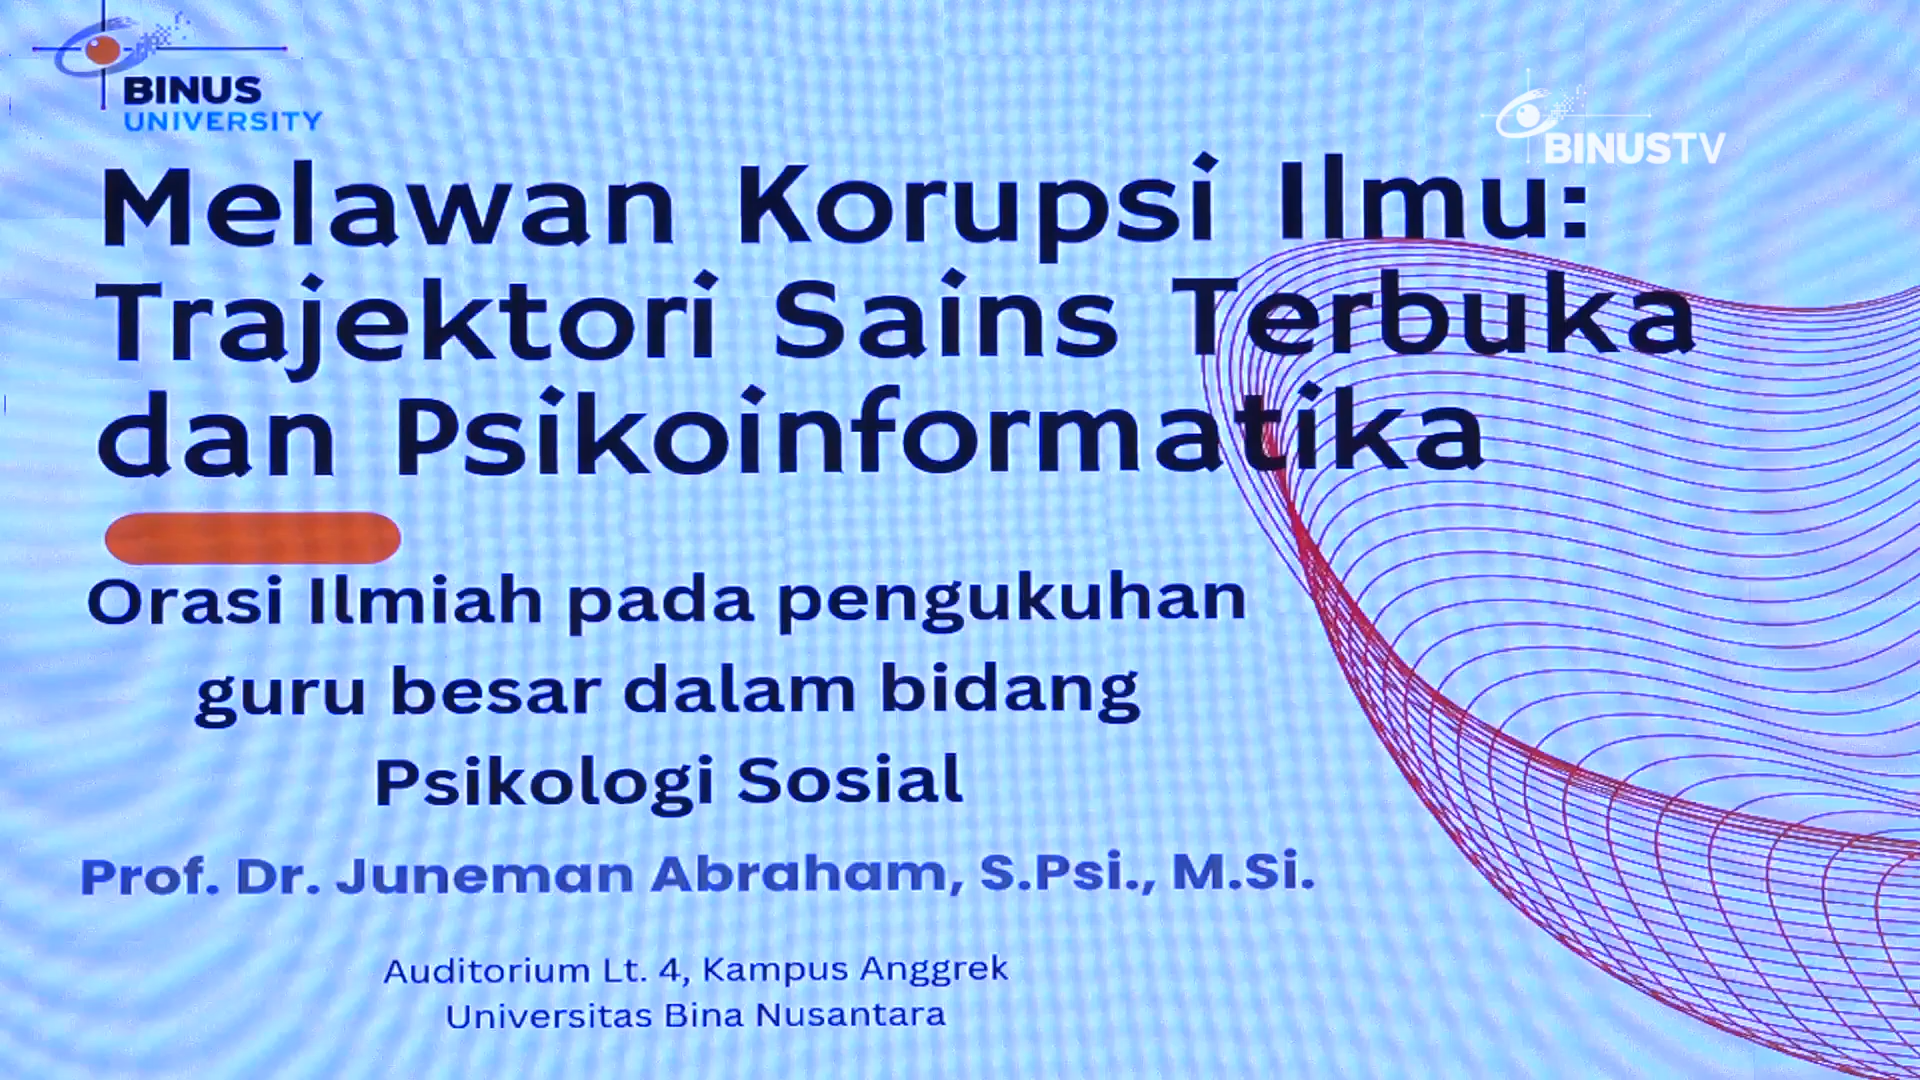 BINUS
UNIVERSITY
BINUSTV
Melawan Korupsi Ilmu:
Trajektori Sains Terbuka
dan Psikoinformatika
Orasi Ilmiah pada pengukuhan
guru besar dalam bidang
Psikologi Sosial
Prof. Dr. Juneman Abraham, S.Psi., M.Si.
Auditorium Lt. 4, Kampus Anggrek
Universitas Bina Nusantara